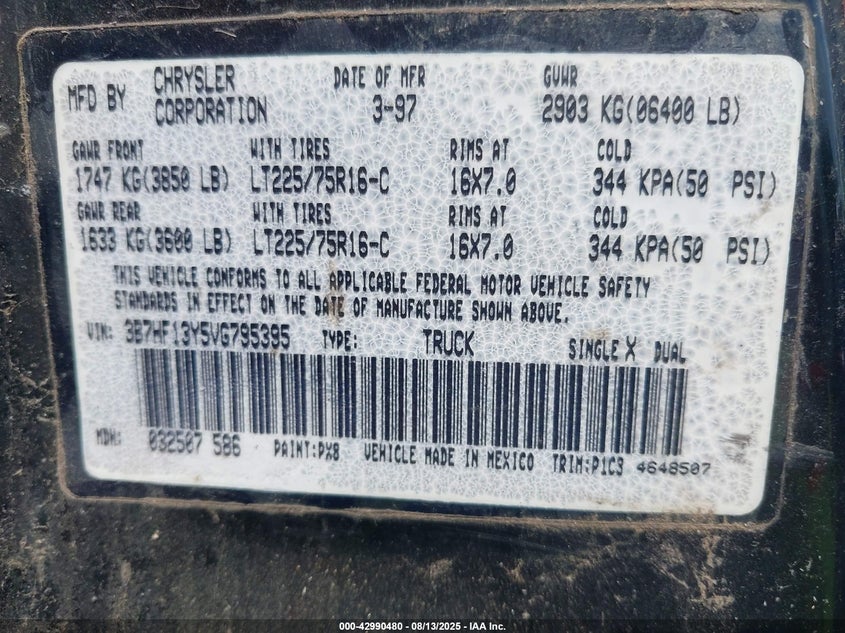 MFD BY CHRYSLER CORPORATION DATE OF MFR 3-97 GVWR 2903 KG(06400 LB)
GAWR FRONT WITH TIRES RIMS AT COLD
1747 KG(3850 LB) LT225/75R16-C 16X7.0 344 KPA(50 PSI)
GAWR REAR WITH TIRES RIMS AT COLD
1633 KG(3600 LB) LT225/75R16-C 16X7.0 344 KPA(50 PSI)
THIS VEHICLE CONFORMS TO ALL APPLICABLE FEDERAL MOTOR VEHICLE SAFETY
STANDARDS IN EFFECT ON THE DATE OF MANUFACTURE SHOWN ABOVE.
VIN: 3B7HF13Y5VG795395 TYPE: TRUCK SINGLE X DUAL
MDH: 032507 586 PAINT:PX8 VEHICLE MADE IN MEXICO TRIM:P1C3 4648507
000-42990480 - 08/13/2025 - IAA Inc.